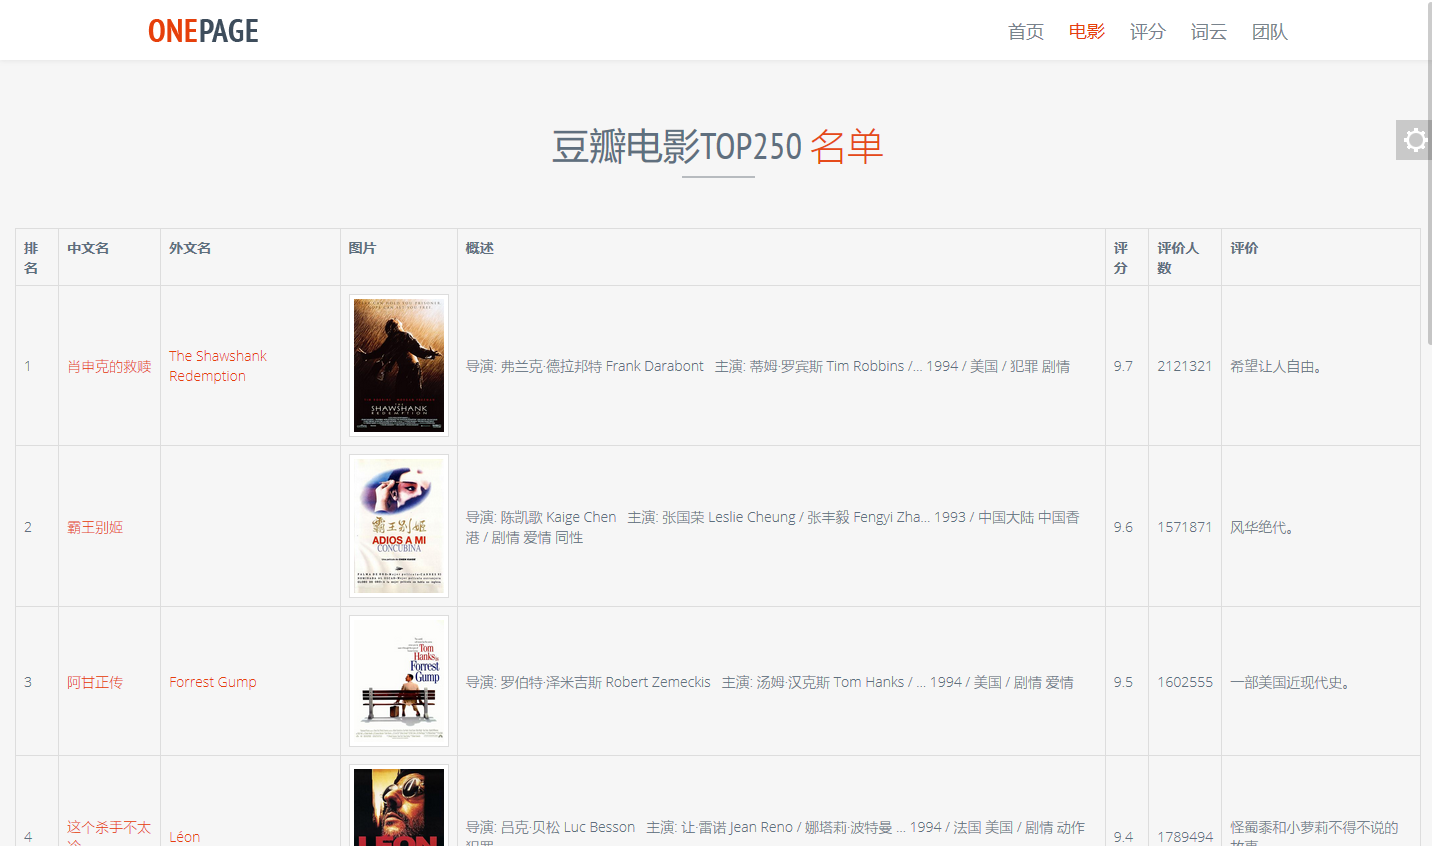 ONEPAGE
首页 电影 评分 词云 团队
豆瓣电影TOP250 名单
排名 中文名 外文名 图片 概述 评分 评价人数 评价
1 肖申克的救赎 The Shawshank Redemption 导演: 弗兰克·德拉邦特 Frank Darabont 主演: 蒂姆·罗宾斯 Tim Robbins /... 1994 / 美国 / 犯罪 剧情 9.7 2121321 希望让人自由。
THE
SHAWSHANK
REDEMPTION
2 霸王别姬 导演: 陈凯歌 Kaige Chen 主演: 张国荣 Leslie Cheung / 张丰毅 Fengyi Zha... 1993 / 中国大陆 中国香
港 / 剧情 爱情 同性 9.6 1571871 风华绝代。
霸王别姬
ADIOS A MI
CONCUBINA
3 阿甘正传 Forrest Gump 导演: 罗伯特·泽米吉斯 Robert Zemeckis 主演: 汤姆·汉克斯 Tom Hanks / ... 1994 / 美国 / 剧情 爱情 9.5 1602555 一部美国近现代史。
Tom
Hanks is
Forrest
Gump
4 这个杀手不太 Léon 导演: 吕克·贝松 Luc Besson 主演: 让·雷诺 Jean Reno / 娜塔莉·波特曼 ... 1994 / 法国 美国 / 剧情 动作 9.4 1789494 怪蜀黍和小萝莉不得不说的
LEON